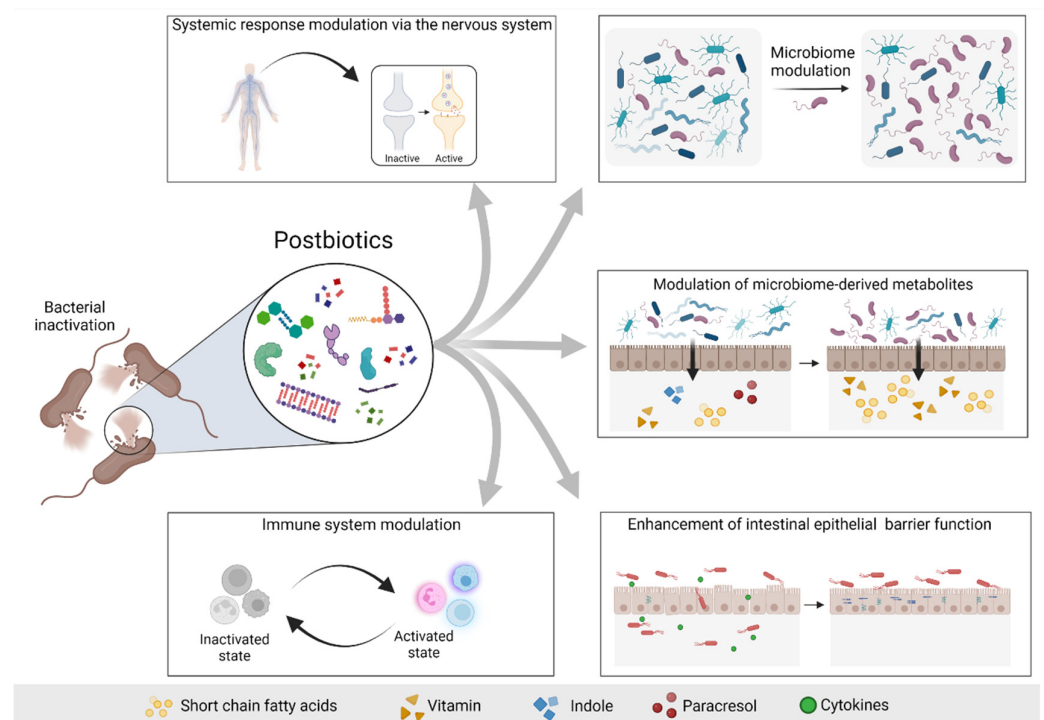 Systemic response modulation via the nervous system
Inactive
Active
Microbiome
modulation
Postbiotics
Bacterial
inactivation
Modulation of microbiome-derived metabolites
Immune system modulation
Inactivated
state
Activated
state
Enhancement of intestinal epithelial barrier function
Short chain fatty acids
Vitamin
Indole
Paracresol
Cytokines